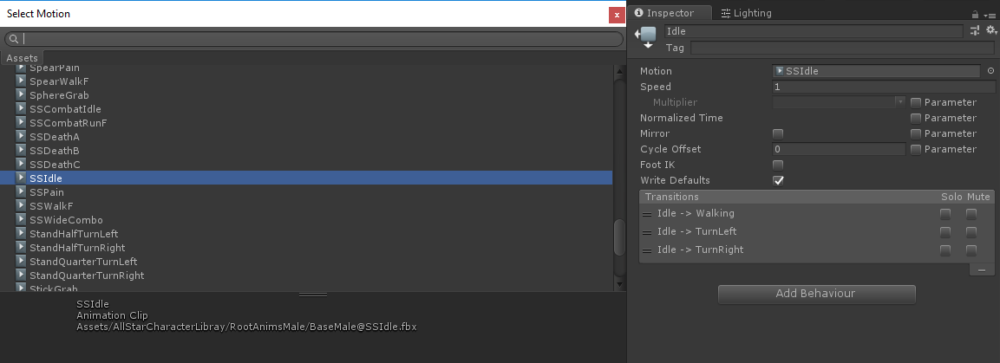 Select Motion
x
Assets
SpearPain
SpearWalkF
SphereGrab
SSCombatIdle
SSCombatRunF
SSDeathA
SSDeathB
SSDeathC
SSIdle
SSPain
SSWalkF
SSWideCombo
StandHalfTurnLeft
StandHalfTurnRight
StandQuarterTurnLeft
StandQuarterTurnRight
StickGrab
SSIdle
Animation Clip
Assets/AllStarCharacterLibray/RootAnimsMale/BaseMale@SSIdle.fbx
Inspector Lighting
Idle
Tag
Motion SSIdle
Speed 1
Multiplier Parameter
Normalized Time Parameter
Mirror Parameter
Cycle Offset 0 Parameter
Foot IK
Write Defaults
Transitions Solo Mute
Idle -> Walking
Idle -> TurnLeft
Idle -> TurnRight
Add Behaviour